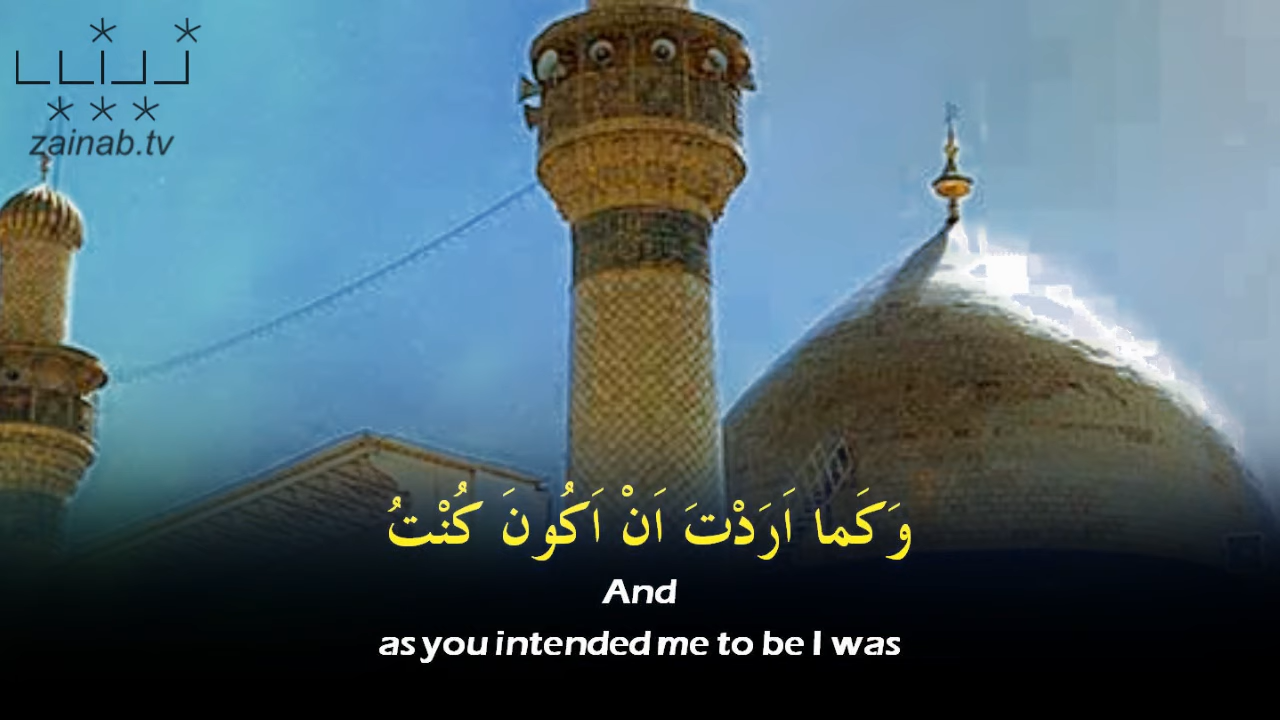 zainab.tv
وَكَما اَرَدْتَ اَنْ اَكُونَ كُنْتُ
And
as you intended me to be I was